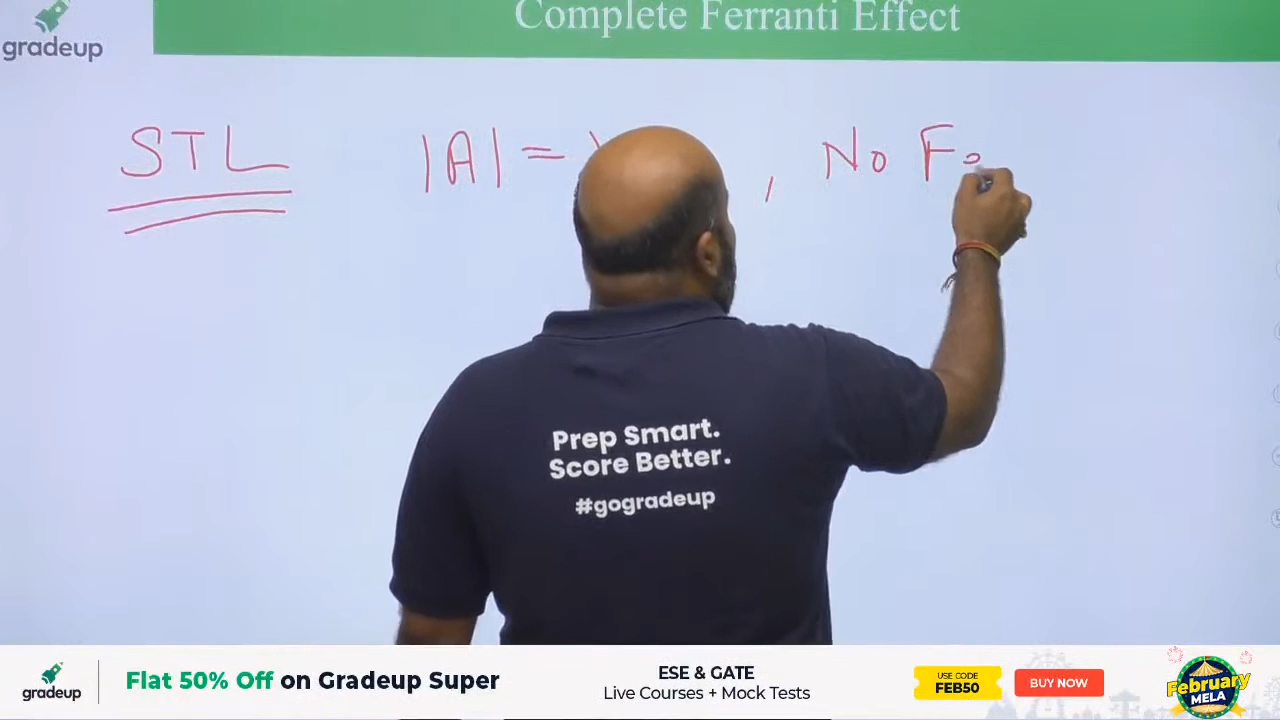 Complete Ferranti Effect
gradeup
STL |A| = , No Fe
Prep Smart.
Score Better.
#gogradeup
gradeup
Flat 50% Off on Gradeup Super
ESE & GATE
Live Courses + Mock Tests
USE CODE
FEB50
BUY NOW
February
MELA